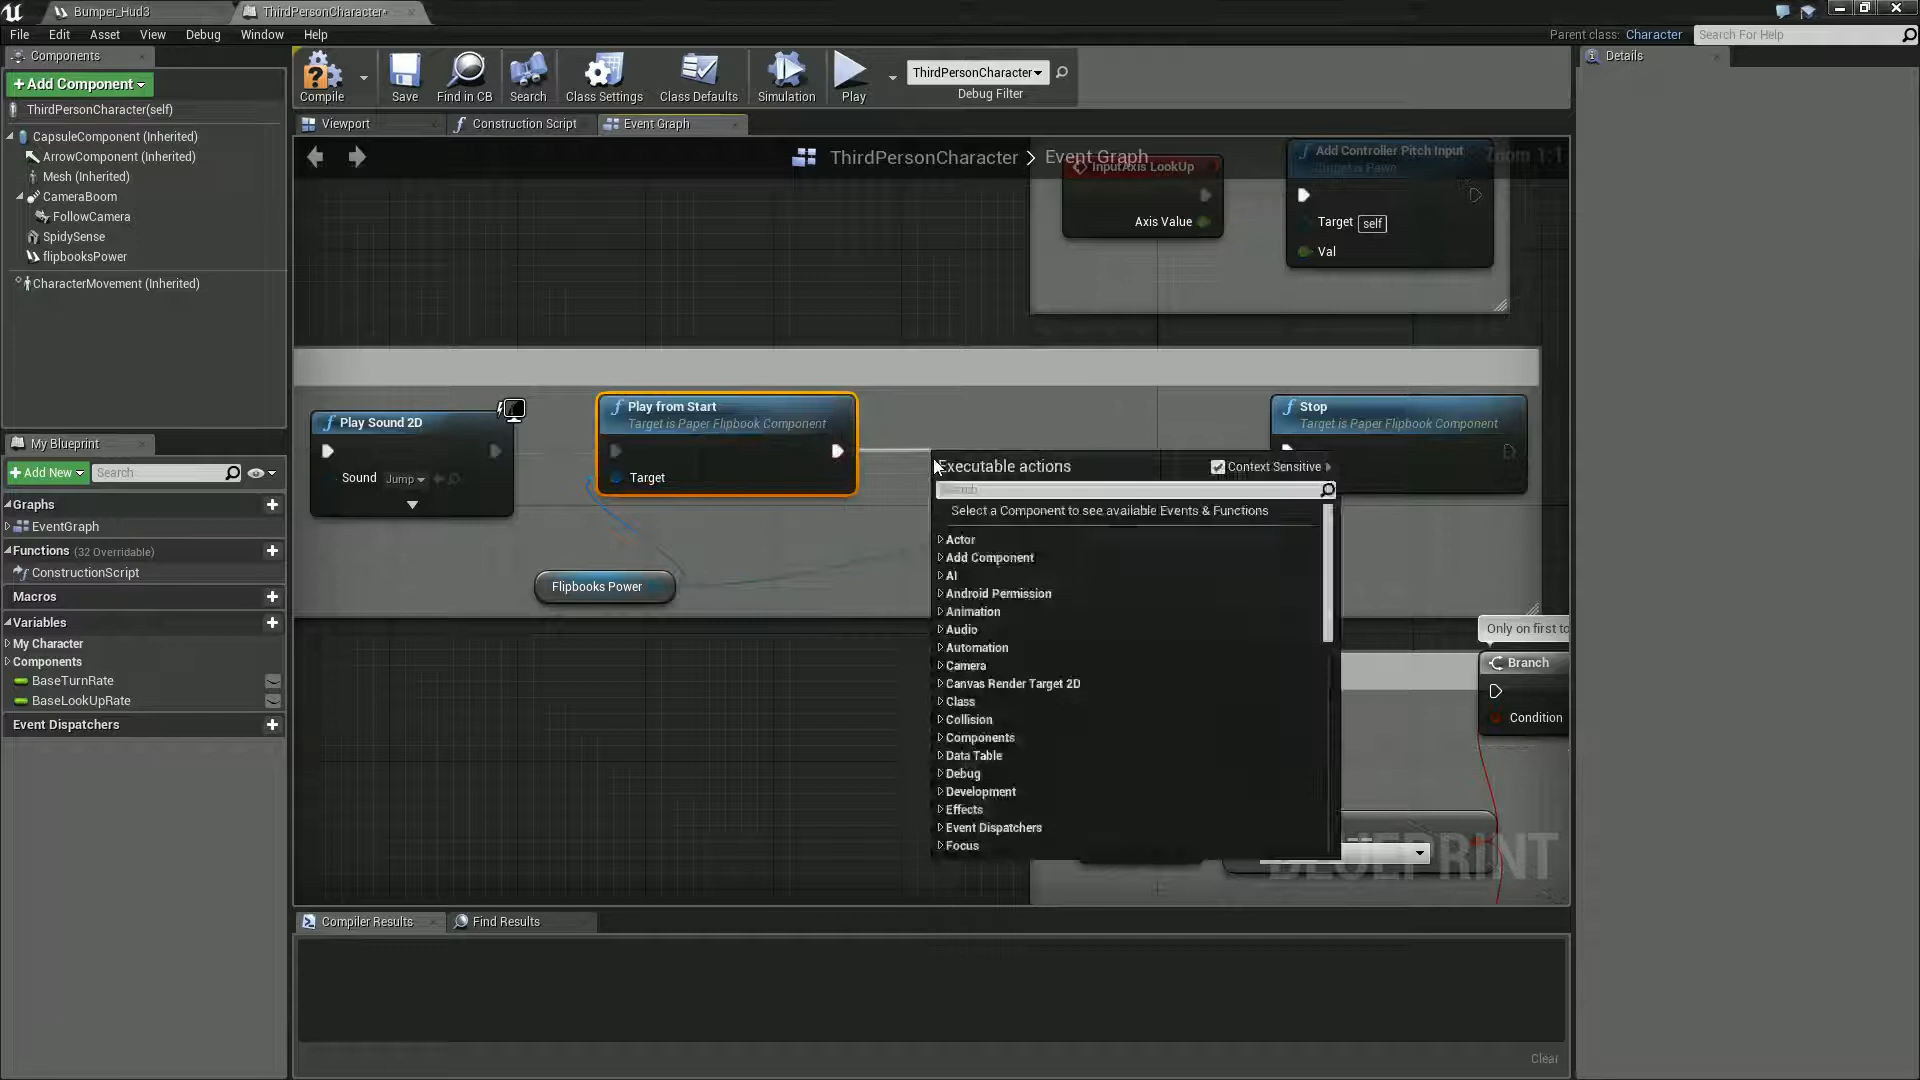 Bumper_Hud3
ThirdPersonCharacter*
File Edit Asset View Debug Window Help
Parent class: Character
Search For Help
Components
+Add Component
ThirdPersonCharacter(self)
CapsuleComponent (Inherited)
ArrowComponent (Inherited)
Mesh (Inherited)
CameraBoom
FollowCamera
SpidySense
flipbooksPower
CharacterMovement (Inherited)
My Blueprint
+Add New
Search
Graphs
EventGraph
Functions (32 Overridable)
ConstructionScript
Macros
Variables
My Character
Components
BaseTurnRate
BaseLookUpRate
Event Dispatchers
Compile
Save
Find in CB
Search
Class Settings
Class Defaults
Simulation
Play
ThirdPersonCharacter
Debug Filter
Viewport
Construction Script
Event Graph
ThirdPersonCharacter > Event Graph
Zoom 1:1
InputAxis LookUp
Axis Value
Add Controller Pitch Input
Target is Pawn
Target self
Val
Play Sound 2D
Sound Jump
Play from Start
Target is Paper Flipbook Component
Target
Flipbooks Power
Stop
Target is Paper Flipbook Component
Executable actions
Context Sensitive
Search
Select a Component to see available Events & Functions
Actor
Add Component
AI
Android Permission
Animation
Audio
Automation
Camera
Canvas Render Target 2D
Class
Collision
Components
Data Table
Debug
Development
Effects
Event Dispatchers
Focus
Only on first to
Branch
Condition
BLUEPRINT
Compiler Results
Find Results
Clear
Details